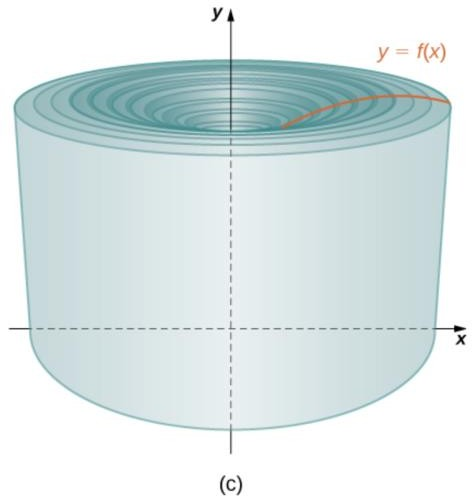 y
y = f(x)
x
(c)